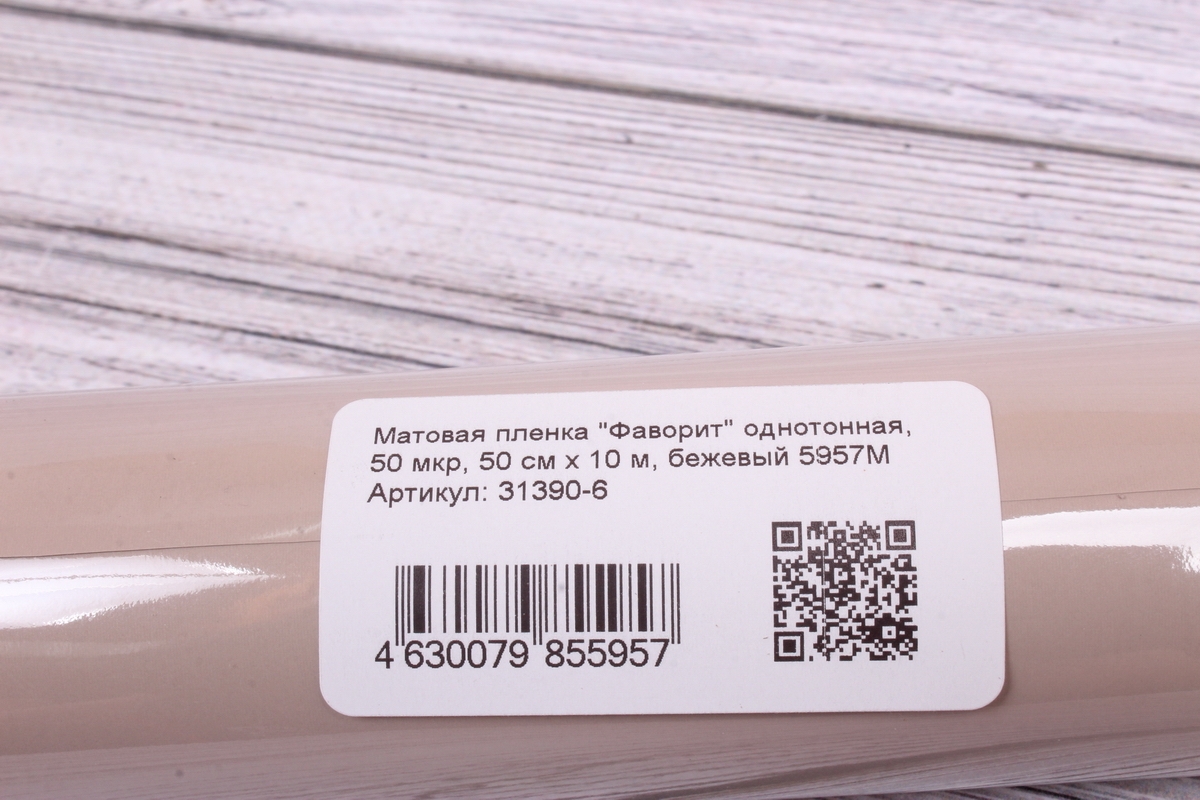 Матовая пленка "Фаворит" однотонная,
50 мкр, 50 см х 10 м, бежевый 5957М
Артикул: 31390-6
4 630079 855957